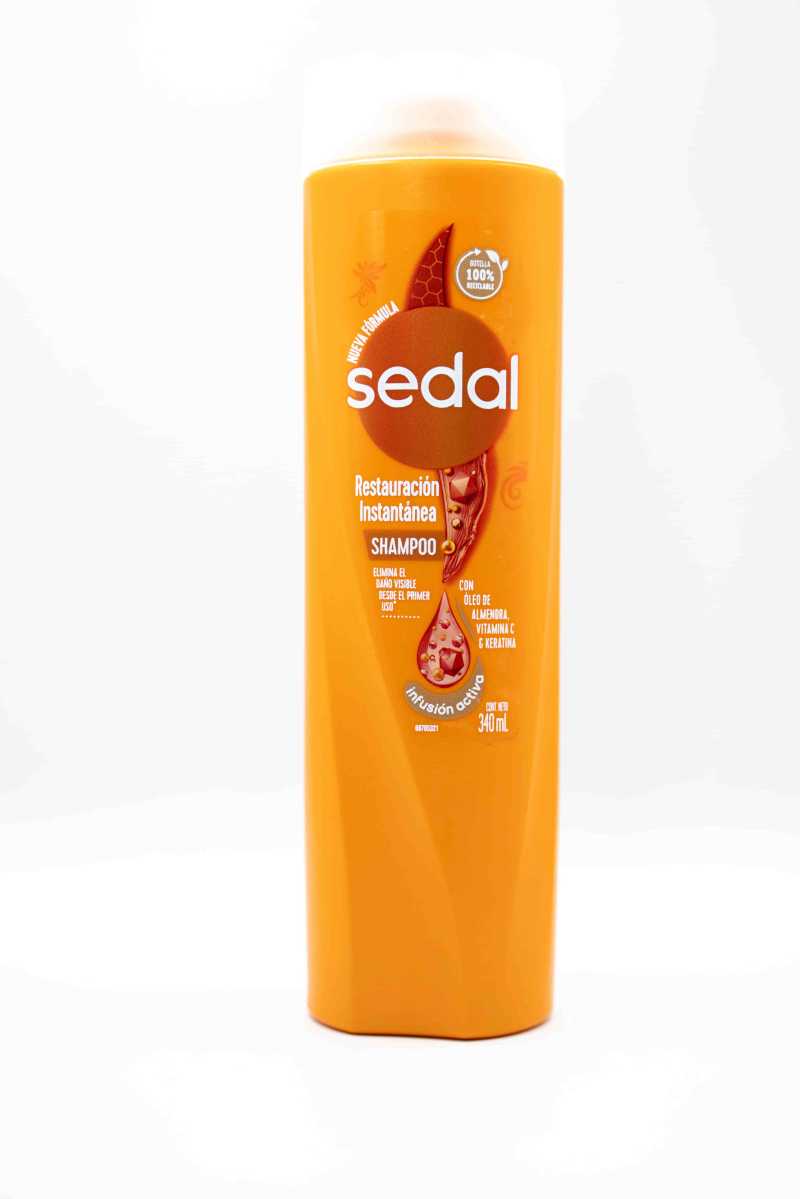 BOTELLA
100%
RECICLABLE
NUEVA FÓRMULA
sedal
Restauración
Instantánea
SHAMPOO
ELIMINA EL
DAÑO VISIBLE
DESDE EL PRIMER
USO*
CON
ÓLEO DE
ALMENDRA,
VITAMINA C
& KERATINA
infusión activa
CONT. NETO
340 mL